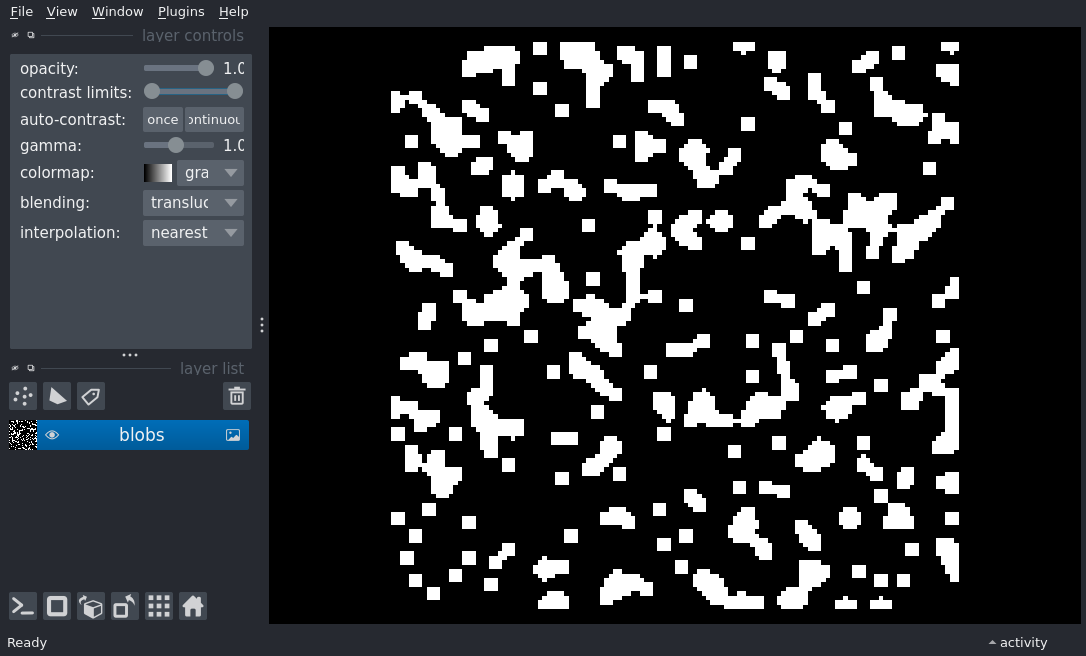 File View Window Plugins Help
layer controls
opacity: 1.0
contrast limits:
auto-contrast: once ontinuou
gamma: 1.0
colormap: gra
blending: transluc
interpolation: nearest
layer list
blobs
Ready
activity